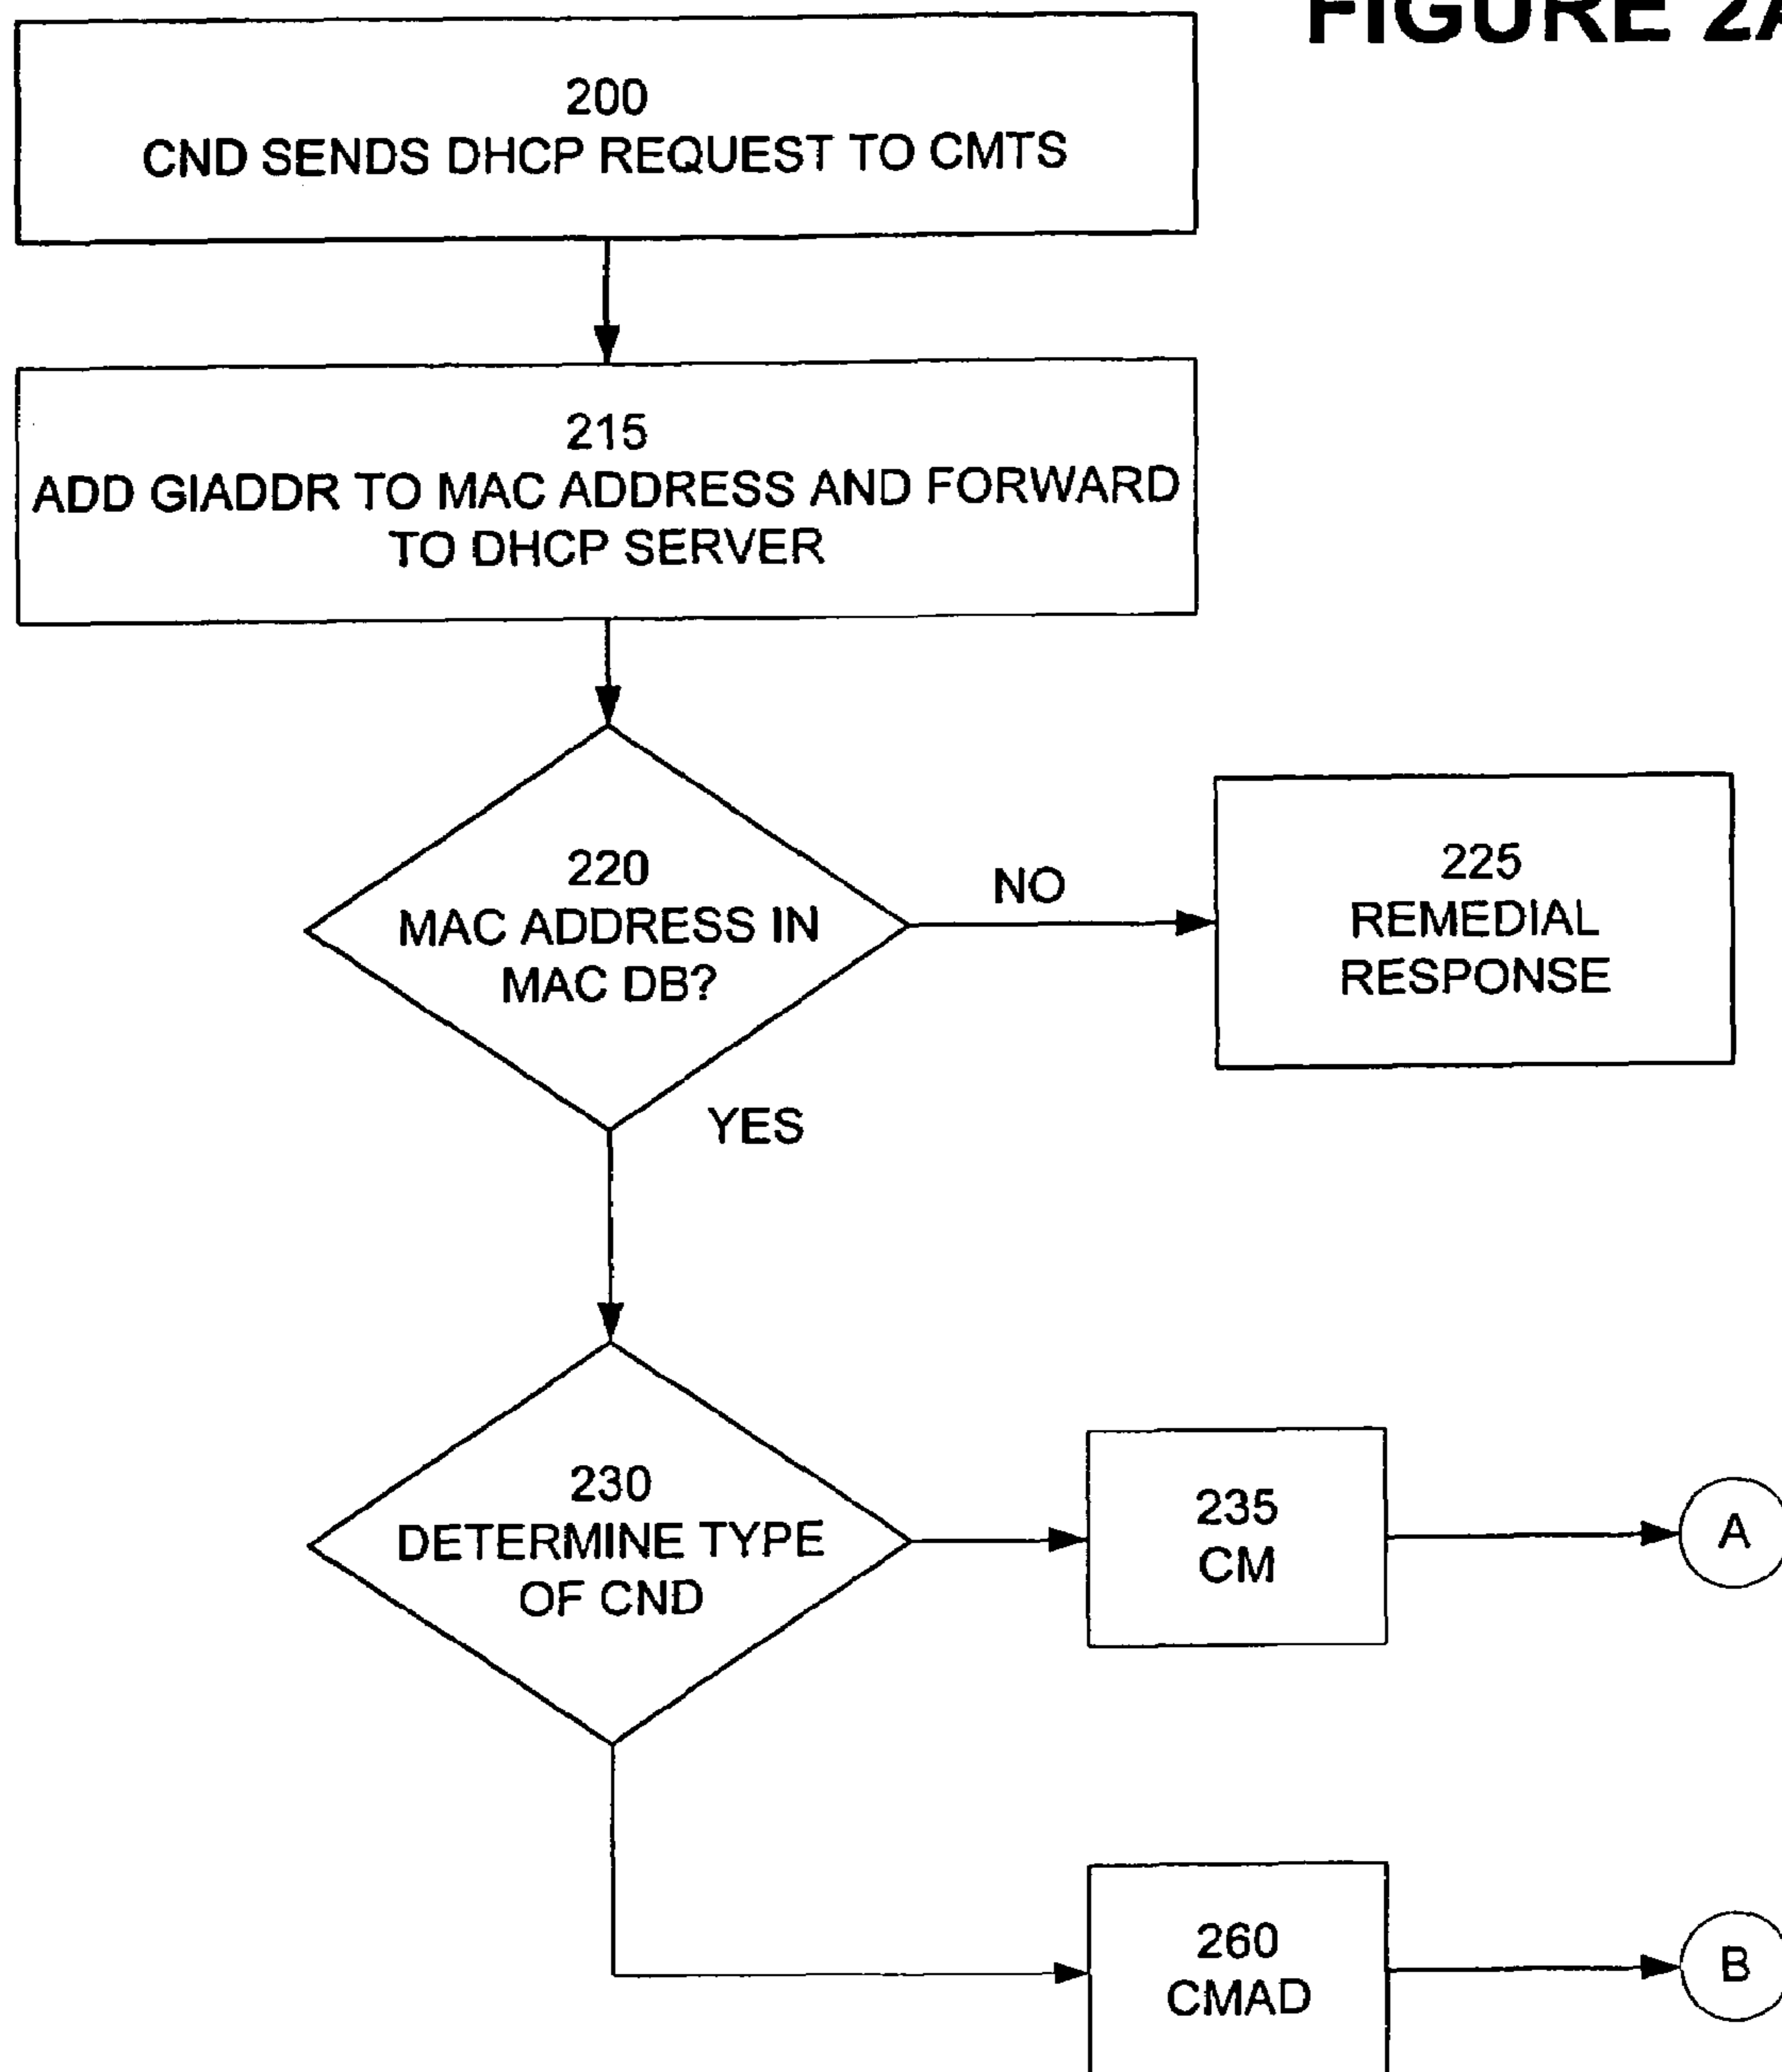 FIGURE 2A
200
CND SENDS DHCP REQUEST TO CMTS
215
ADD GIADDR TO MAC ADDRESS AND FORWARD
TO DHCP SERVER
220
MAC ADDRESS IN
MAC DB?
NO
225
REMEDIAL
RESPONSE
YES
230
DETERMINE TYPE
OF CND
235
CM
A
260
CMAD
B